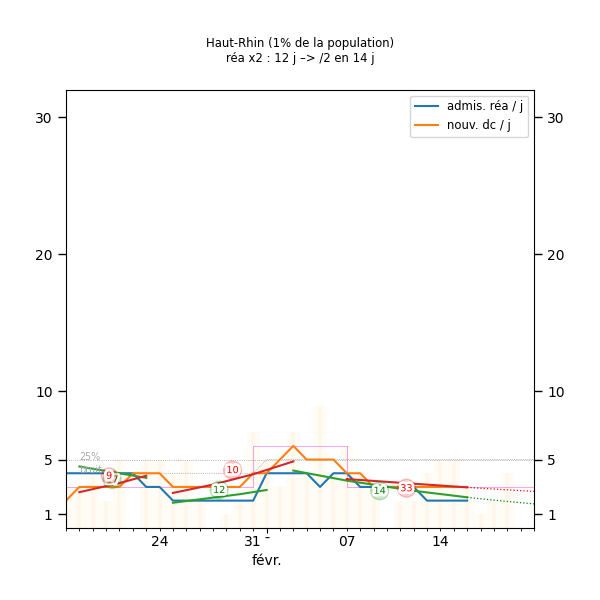 Haut-Rhin (1% de la population)
réa x2 : 12 j –> /2 en 14 j
admis. réa / j
nouv. dc / j
30 30
20 20
10 10
5 5
1 1
25%
9
10
12
14
33
24 31 07 14
févr.